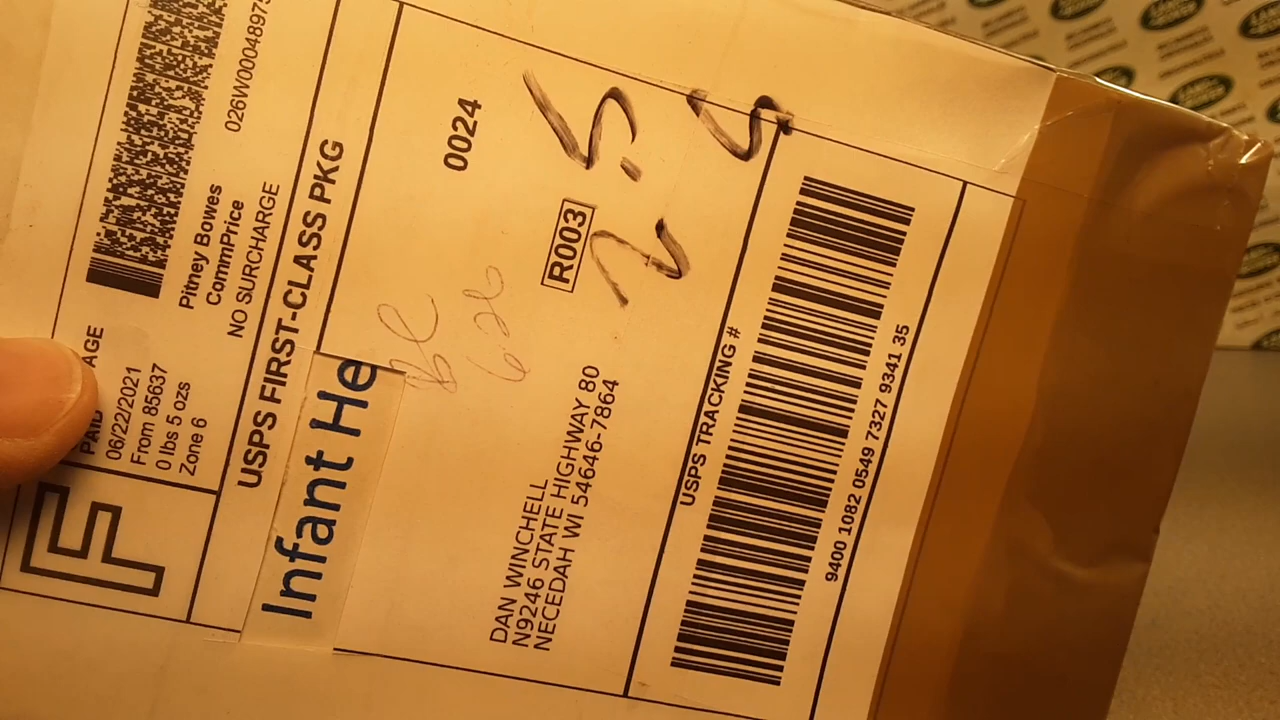 F
PAID
AGE
06/22/2021
From 85637
0 lbs 5 ozs
Zone 6
Pitney Bowes
CommPrice
NO SURCHARGE
026W0004897
USPS FIRST-CLASS PKG
Infant He
0024
R003
628
DAN WINCHELL
N9246 STATE HIGHWAY 80
NECEDAH WI 54646-7864
USPS TRACKING #
9400 1082 0549 7327 9341 35